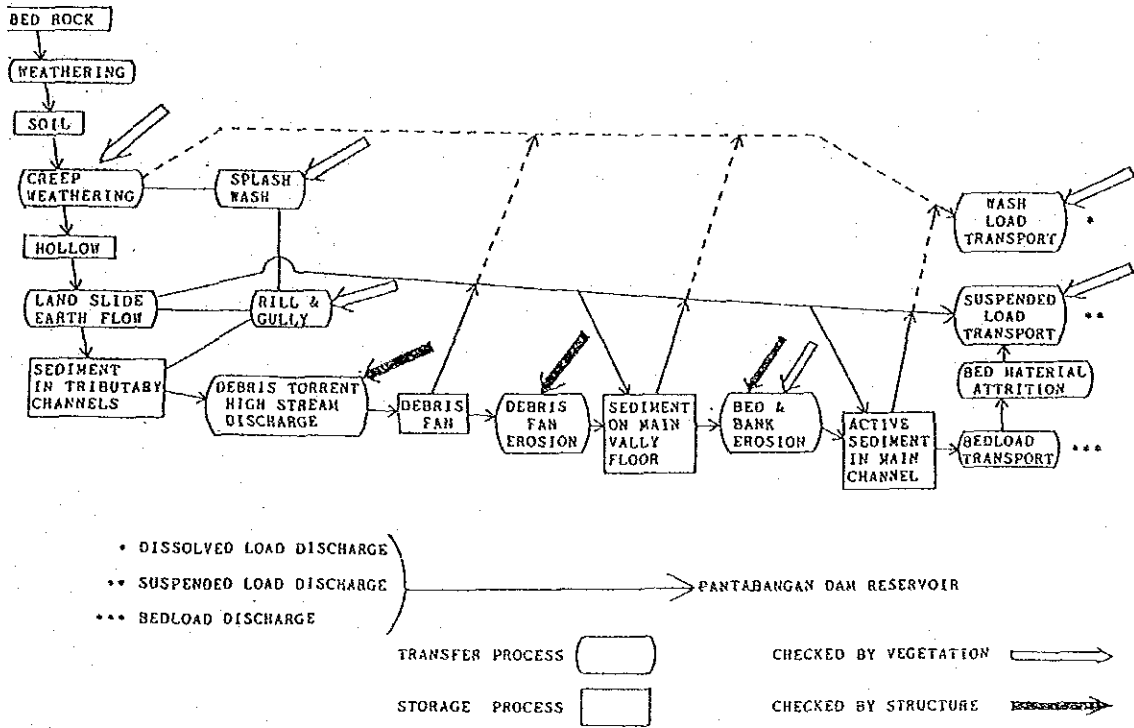 BED ROCK
WEATHERING
SOIL
CREEP
WEATHERING
SPLASH
WASH
HOLLOW
LAND SLIDE
EARTH FLOW
RILL &
GULLY
SEDIMENT
IN TRIBUTARY
CHANNELS
DEBRIS TORRENT
HIGH STREAM
DISCHARGE
DEBRIS
FAN
DEBRIS
FAN
EROSION
SEDIMENT
ON MAIN
VALLY
FLOOR
BED &
BANK
EROSION
ACTIVE
SEDIMENT
IN MAIN
CHANNEL
WASH
LOAD
TRANSPORT *
SUSPENDED
LOAD
TRANSPORT **
BED MATERIAL
ATTRITION
BEDLOAD
TRANSPORT ***
* DISSOLVED LOAD DISCHARGE
** SUSPENDED LOAD DISCHARGE
*** BEDLOAD DISCHARGE
PANTABANGAN DAM RESERVOIR
TRANSFER PROCESS
CHECKED BY VEGETATION
STORAGE PROCESS
CHECKED BY STRUCTURE